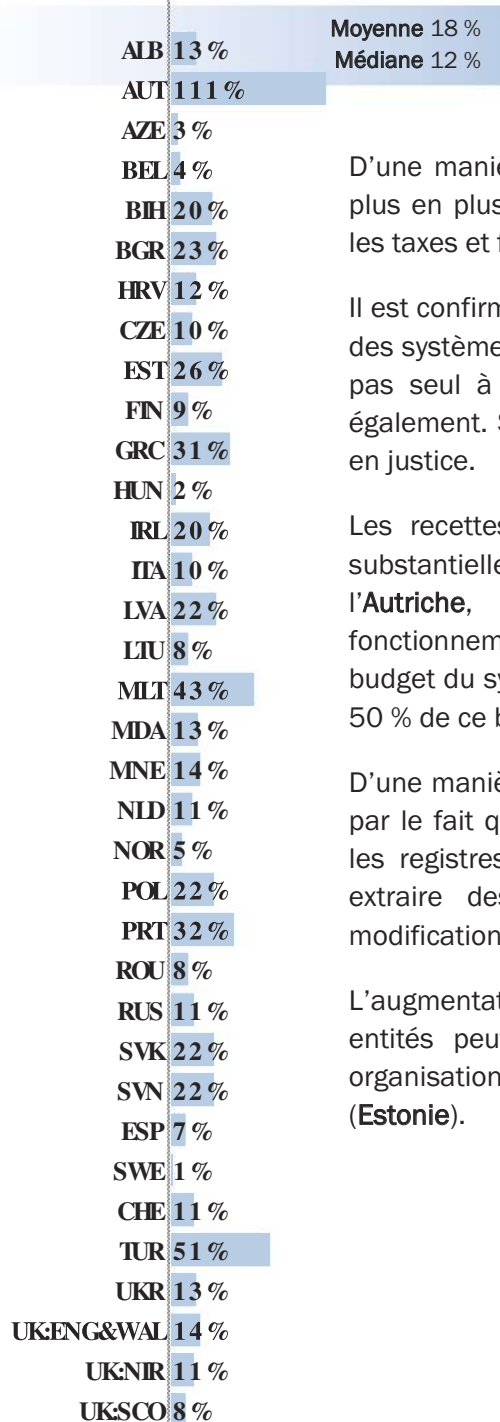 Moyenne 18 %
Médiane 12 %
ALB 13 %
AUT 111 %
AZE 3 %
BEL 4 %
BIH 20 %
BGR 23 %
HRV 12 %
CZE 10 %
EST 26 %
FIN 9 %
GRC 31 %
HUN 2 %
IRL 20 %
ITA 10 %
LVA 22 %
LTU 8 %
MLT 43 %
MDA 13 %
MNE 14 %
NLD 11 %
NOR 5 %
POL 22 %
PRT 32 %
ROU 8 %
RUS 11 %
SVK 22 %
SVN 22 %
ESP 7 %
SWE 1 %
CHE 11 %
TUR 51 %
UKR 13 %
UK:ENG&WAL 14 %
UK:NIR 11 %
UK:SCO 8 %
D'une maniè
plus en plus
les taxes et
Il est confirm
des système
pas seul à
également.
en justice.
Les recettes
substantielle
l'Autriche,
fonctionnem
budget du sy
50 % de ce b
D'une maniè
par le fait q
les registres
extraire des
modification
L'augmentat
entités peu
organisation
(Estonie).